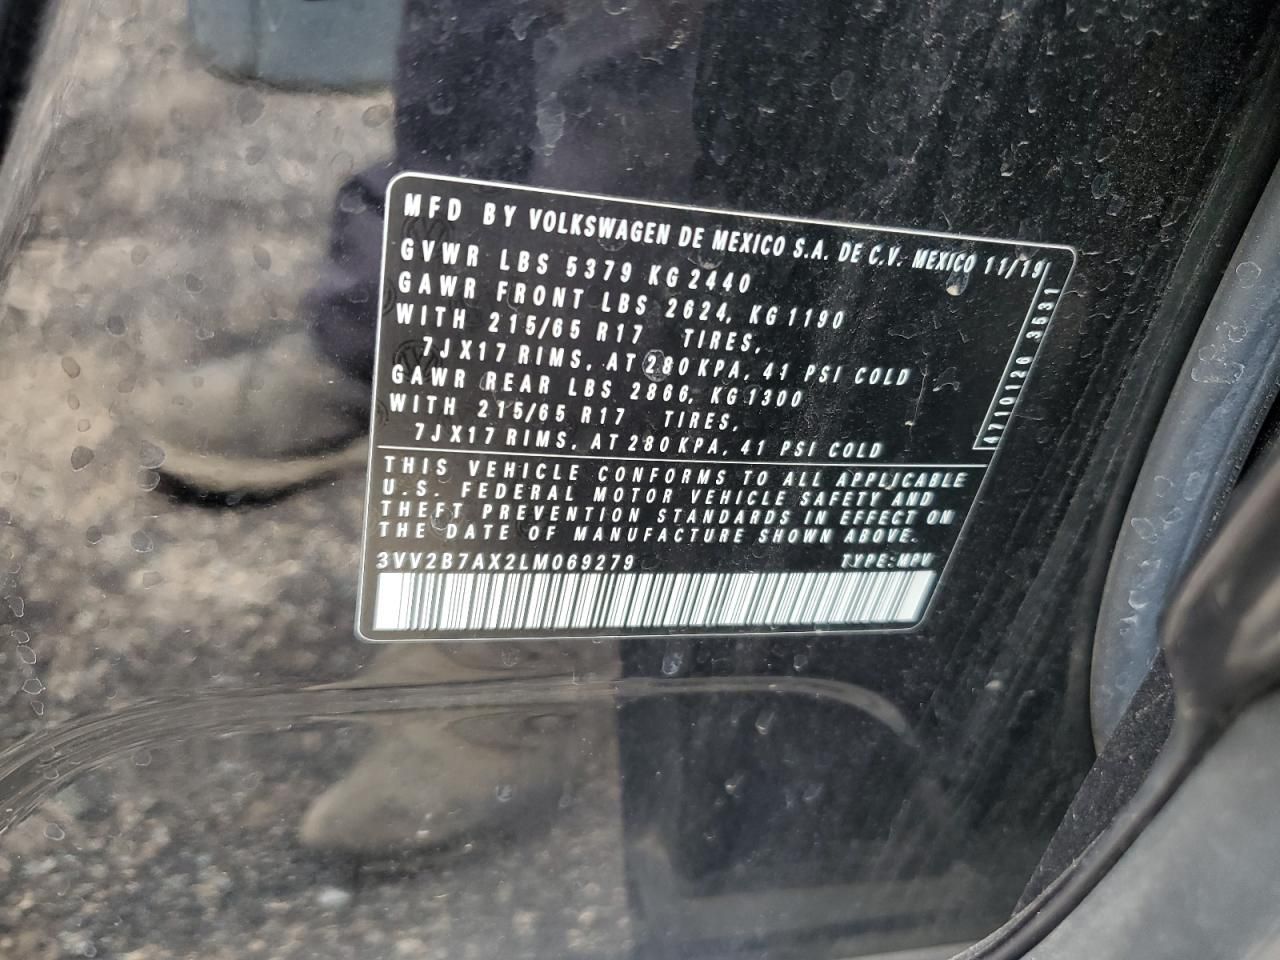 MFD BY VOLKSWAGEN DE MEXICO S.A. DE C.V. MEXICO 11/19
GVWR LBS 5379 KG 2440
GAWR FRONT LBS 2624, KG 1190
WITH 215/65 R17 TIRES,
7JX17 RIMS, AT 280 KPA, 41 PSI COLD
GAWR REAR LBS 2866, KG 1300
WITH 215/65 R17 TIRES,
7JX17 RIMS, AT 280 KPA, 41 PSI COLD
THIS VEHICLE CONFORMS TO ALL APPLICABLE
U.S. FEDERAL MOTOR VEHICLE SAFETY AND
THEFT PREVENTION STANDARDS IN EFFECT ON
THE DATE OF MANUFACTURE SHOWN ABOVE.
3VV2B7AX2LM069279 TYPE: MPV
3531